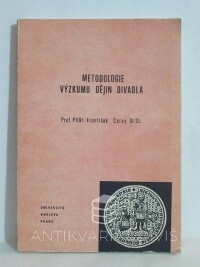 METODOLOGIE
VÝZKUMU DĚJIN DIVADLA
Prof PhDr František Černý DrSc
UNIVERZITA
KARLOVA
PRAHA